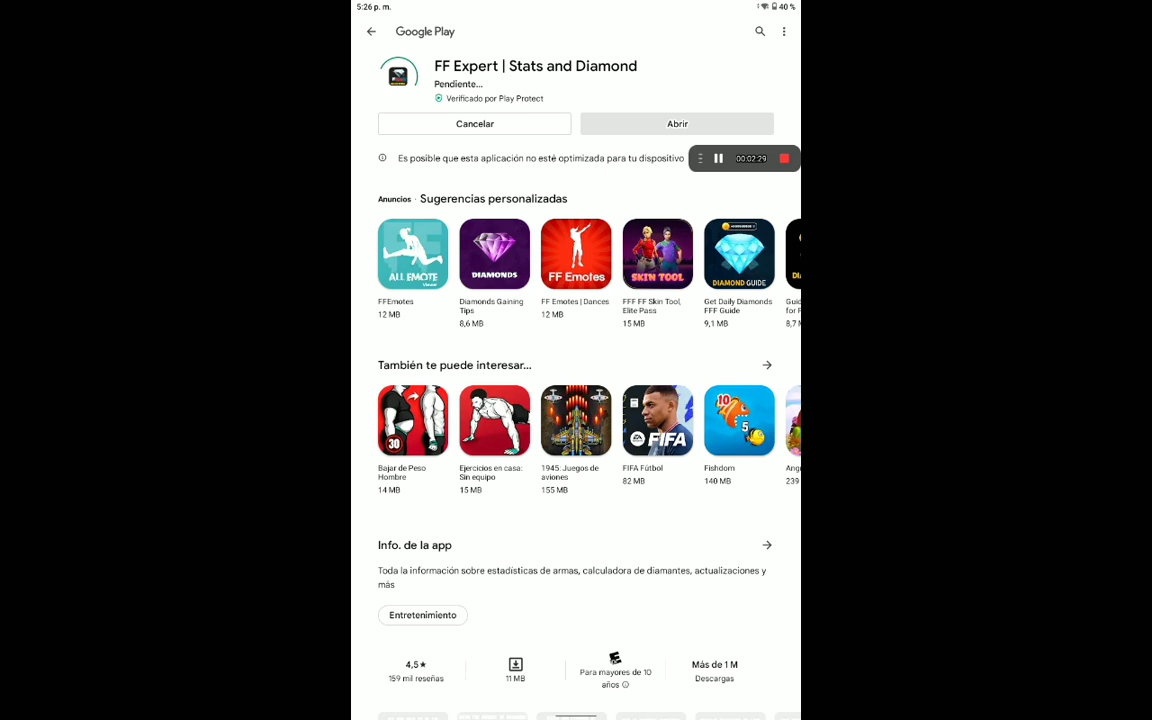 5:26 p. m.
40 %
Google Play
FF Expert | Stats and Diamond
Pendiente...
Verificado por Play Protect
Cancelar
Abrir
Es posible que esta aplicación no esté optimizada para tu dispositivo
00:02:29
Anuncios · Sugerencias personalizadas
ALL EMOTE
DIAMONDS
FF Emotes
SKIN TOOL
DIAMOND GUIDE
FFEmotes
12 MB
Diamonds Gaining
Tips
8,6 MB
FF Emotes | Dances
12 MB
FFF FF Skin Tool,
Elite Pass
15 MB
Get Daily Diamonds
FFF Guide
9,1 MB
for F
8,7 M
También te puede interesar...
30
FIFA
10
5
Bajar de Peso
Hombre
14 MB
Ejercicios en casa:
Sin equipo
15 MB
1945: Juegos de
aviones
155 MB
FIFA Fútbol
82 MB
Fishdom
140 MB
Ang
239
Info. de la app
Toda la información sobre estadísticas de armas, calculadora de diamantes, actualizaciones y
más
Entretenimiento
4,5★
159 mil reseñas
11 MB
E
Para mayores de 10
años
Más de 1 M
Descargas